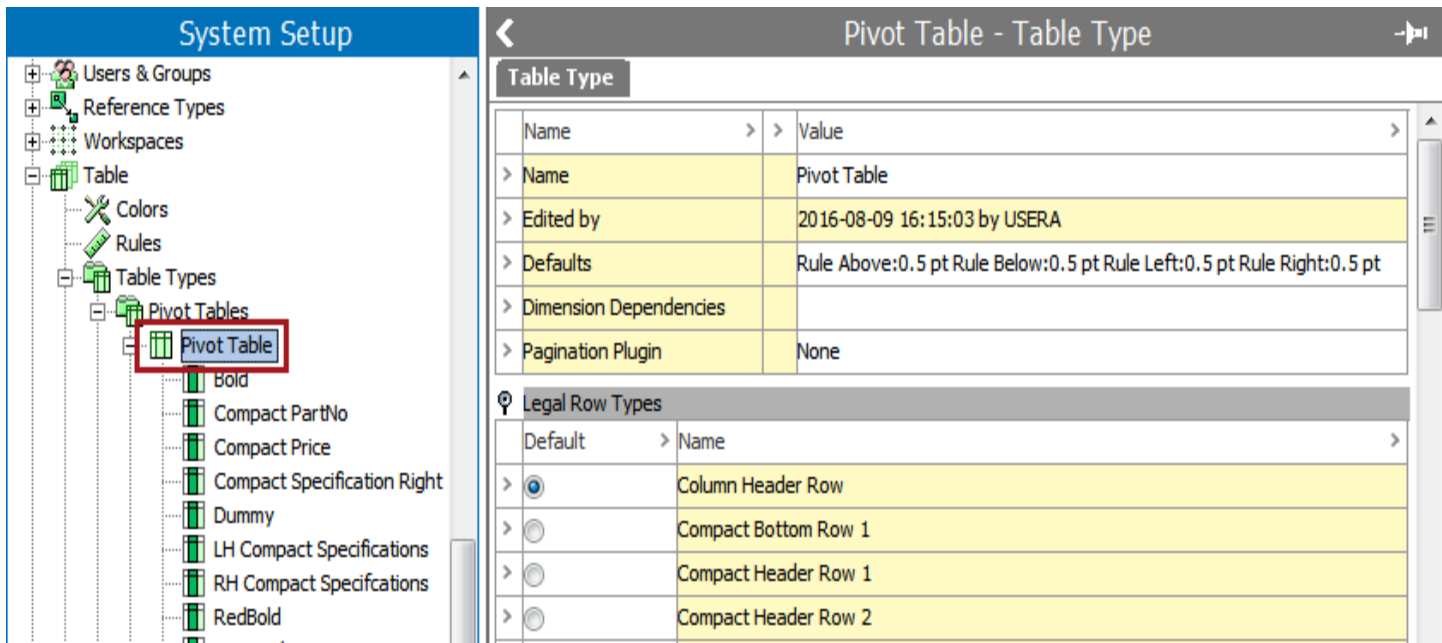 System Setup
Users & Groups
Reference Types
Workspaces
Table
Colors
Rules
Table Types
Pivot Tables
Pivot Table
Bold
Compact PartNo
Compact Price
Compact Specification Right
Dummy
LH Compact Specifications
RH Compact Specifcations
RedBold
Pivot Table - Table Type
Table Type
Name > > Value >
> Name Pivot Table
> Edited by 2016-08-09 16:15:03 by USERA
> Defaults Rule Above:0.5 pt Rule Below:0.5 pt Rule Left:0.5 pt Rule Right:0.5 pt
> Dimension Dependencies
> Pagination Plugin None
Legal Row Types
Default > Name >
> Column Header Row
> Compact Bottom Row 1
> Compact Header Row 1
> Compact Header Row 2